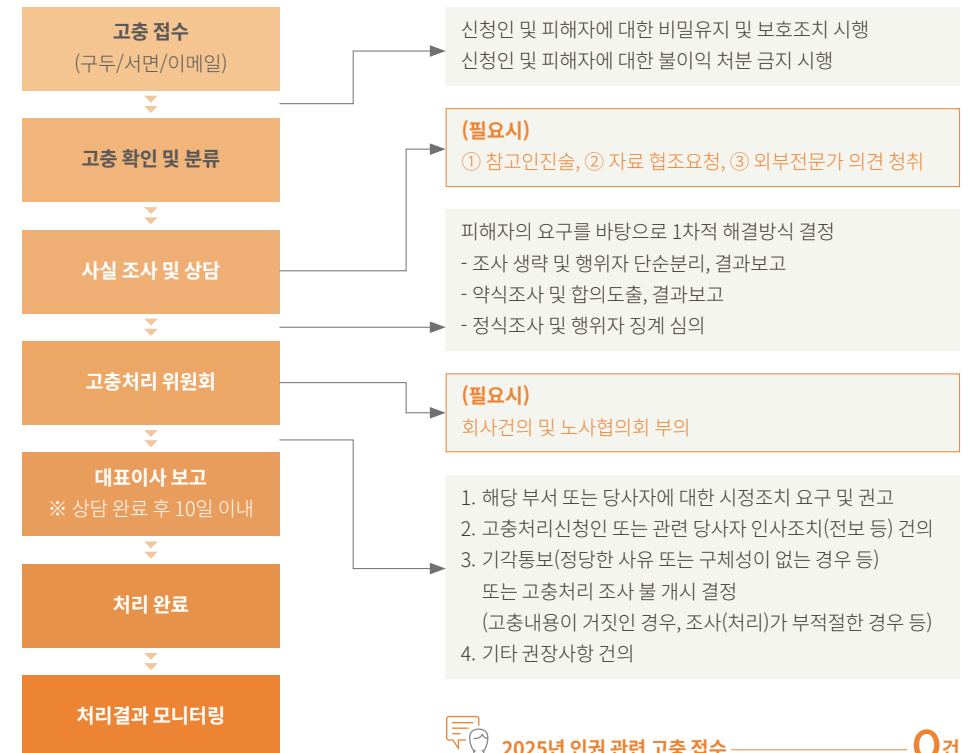 고충 접수
(구두/서면/이메일)
고충 확인 및 분류
사실 조사 및 상담
고충처리 위원회
대표이사 보고
※ 상담 완료 후 10일 이내
처리 완료
처리결과 모니터링
신청인 및 피해자에 대한 비밀유지 및 보호조치 시행
신청인 및 피해자에 대한 불이익 처분 금지 시행
(필요시)
① 참고인진술, ② 자료 협조요청, ③ 외부전문가 의견 청취
피해자의 요구를 바탕으로 1차적 해결방식 결정
- 조사 생략 및 행위자 단순분리, 결과보고
- 약식조사 및 합의도출, 결과보고
- 정식조사 및 행위자 징계 심의
(필요시)
회사건의 및 노사협의회 부의
1. 해당 부서 또는 당사자에 대한 시정조치 요구 및 권고
2. 고충처리신청인 또는 관련 당사자 인사조치(전보 등) 건의
3. 기각통보(정당한 사유 또는 구체성이 없는 경우 등)
또는 고충처리 조사 불 개시 결정
(고충내용이 거짓인 경우, 조사(처리)가 부적절한 경우 등)
4. 기타 권장사항 건의
2025년 인권 관련 고충 접수 0건